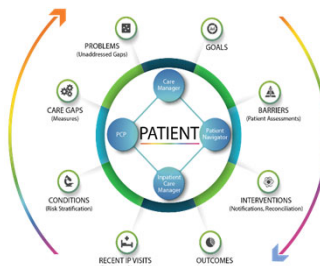 PROBLEMS
(Unaddressed Gaps)
GOALS
Care
Manager
CARE GAPS
(Measures)
BARRIERS
(Patient Assessments)
PCP
PATIENT
Patient
Navigator
Inpatient
Care
Manager
CONDITIONS
(Risk Stratification)
INTERVENTIONS
(Notifications, Reconciliation)
RECENT IP VISITS
OUTCOMES